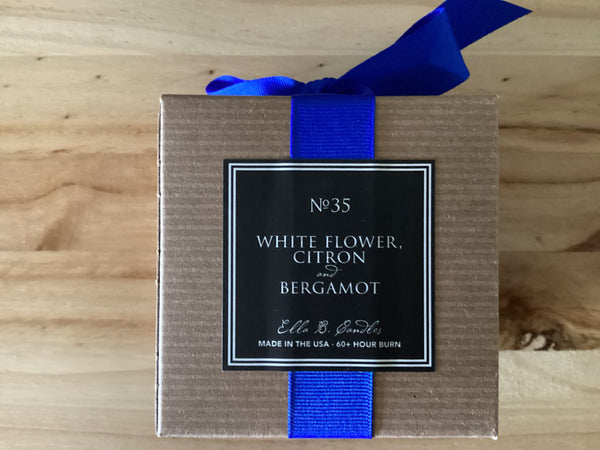 Nº35
WHITE FLOWER,
CITRON
and
BERGAMOT
Ella B. Candles
MADE IN THE USA · 60+ HOUR BURN